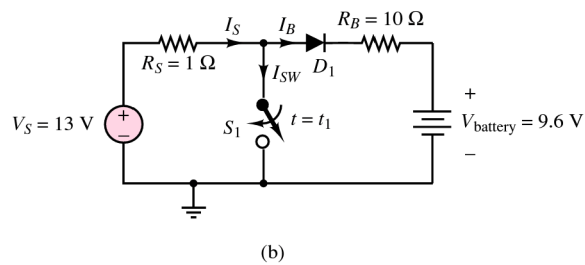 I_S I_B R_B = 10 Ω
R_S = 1 Ω I_SW D_1
V_S = 13 V + − S_1 t = t_1 + V_battery = 9.6 V −
(b)